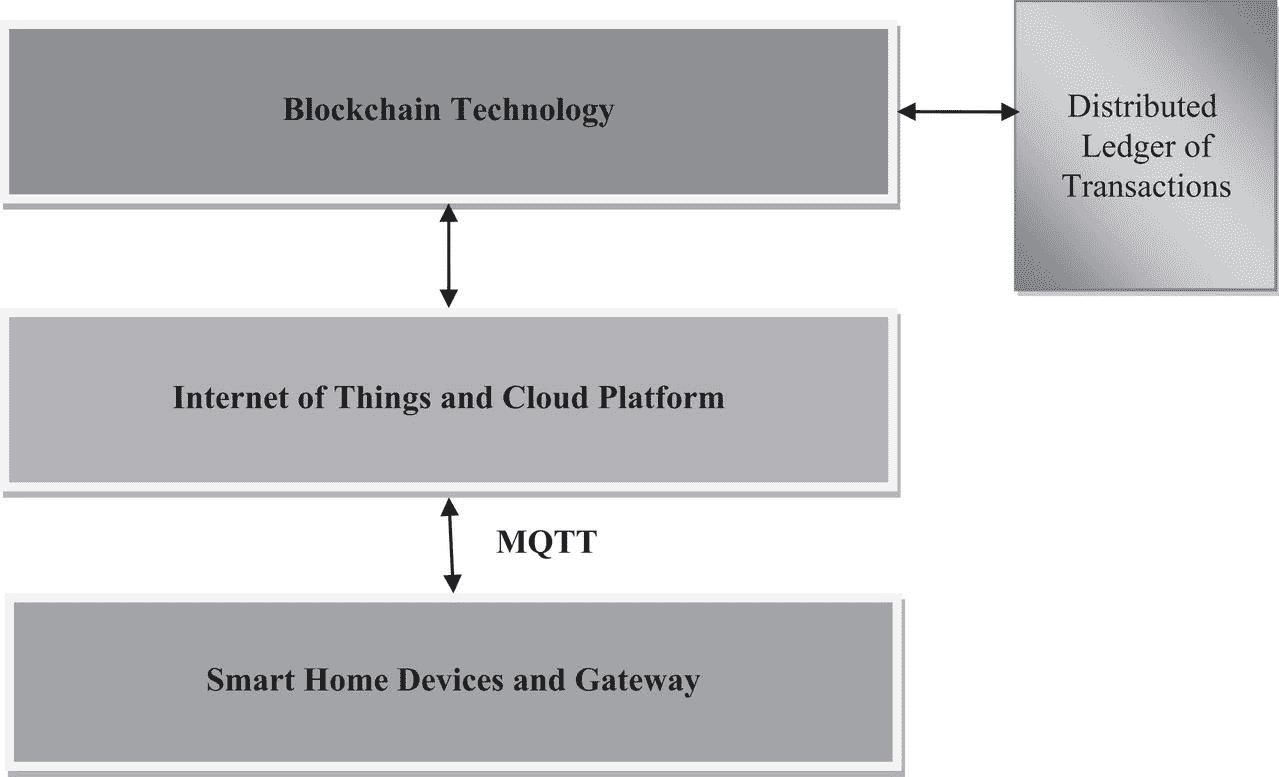 Blockchain Technology
Distributed
Ledger of
Transactions
Internet of Things and Cloud Platform
MQTT
Smart Home Devices and Gateway